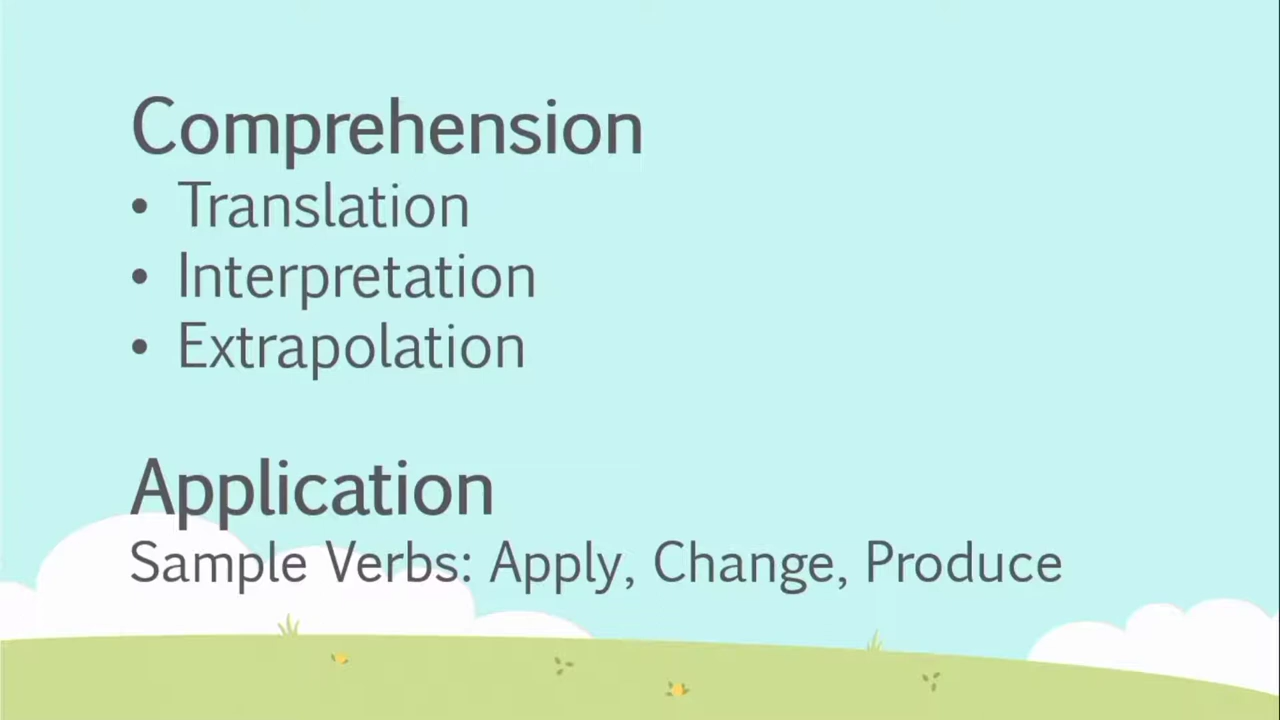 Comprehension
• Translation
• Interpretation
• Extrapolation
Application
Sample Verbs: Apply, Change, Produce